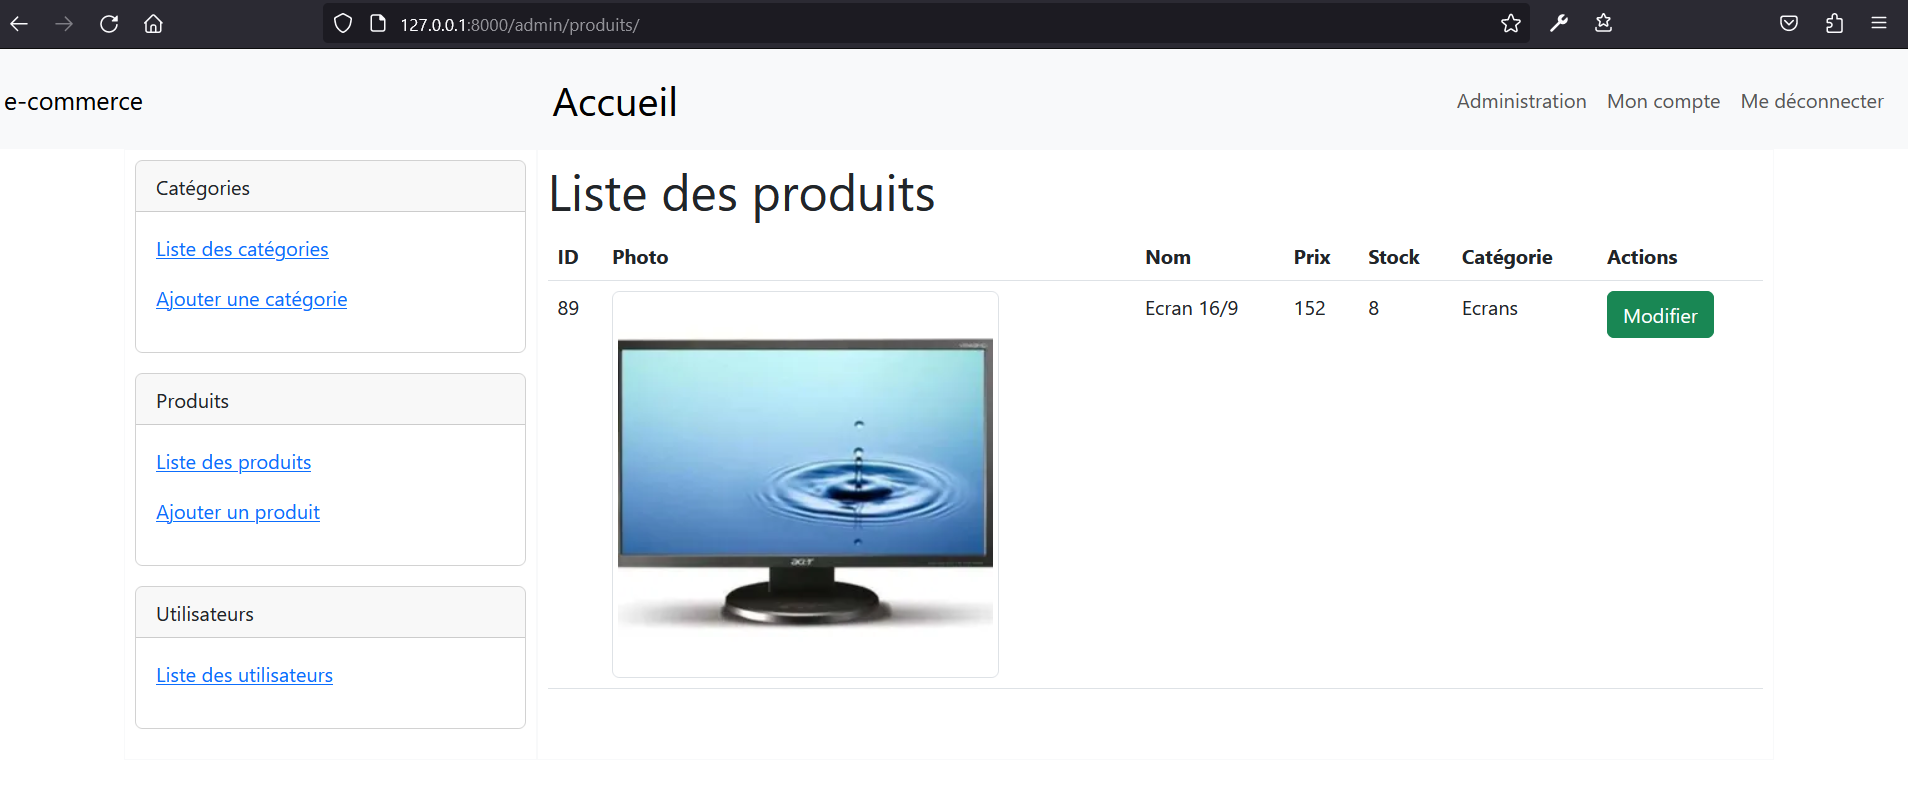 127.0.0.1:8000/admin/produits/
e-commerce
Accueil
Administration Mon compte Me déconnecter
Catégories
Liste des catégories
Ajouter une catégorie
Produits
Liste des produits
Ajouter un produit
Utilisateurs
Liste des utilisateurs
Liste des produits
ID Photo Nom Prix Stock Catégorie Actions
89 Ecran 16/9 152 8 Ecrans Modifier
acer